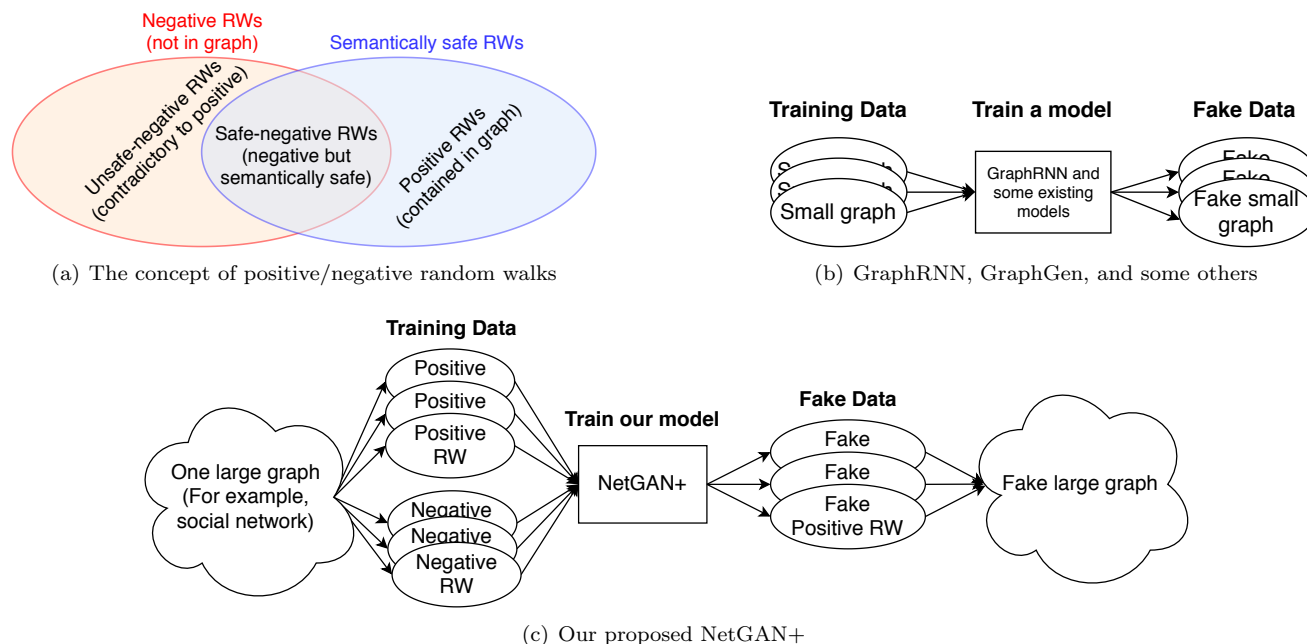 Negative RWs
(not in graph)
Semantically safe RWs
Unsafe-negative RWs
(contradictory to positive)
Safe-negative RWs
(negative but
semantically safe)
Positive RWs
(contained in graph)
(a) The concept of positive/negative random walks
Training Data
Train a model
Fake Data
Small graph
GraphRNN and
some existing
models
Fake
Fake
Fake small
graph
(b) GraphRNN, GraphGen, and some others
Training Data
One large graph
(For example,
social network)
Positive
Positive
Positive
RW
Negative
Negative
Negative
RW
Train our model
NetGAN+
Fake Data
Fake
Fake
Fake
Positive RW
Fake large graph
(c) Our proposed NetGAN+